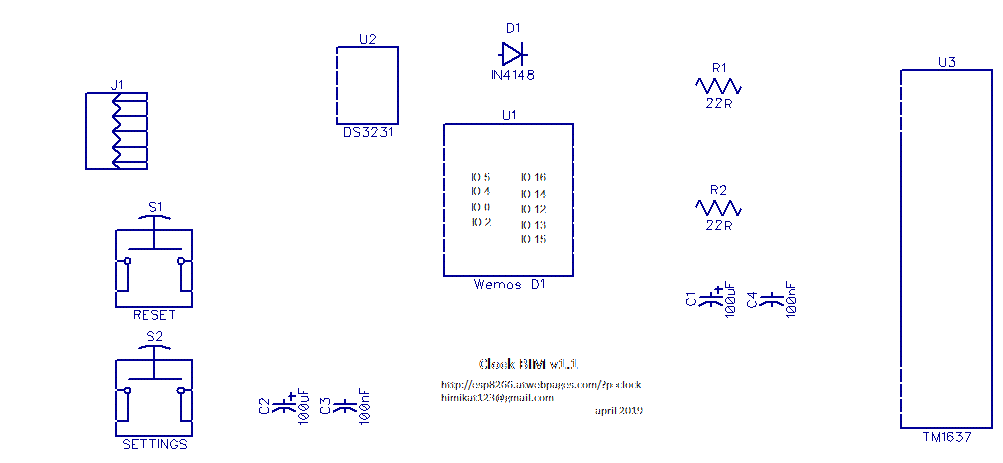 D1
IN4148
U2
DS3231
J1
U1
IO 5
IO 4
IO 0
IO 2
IO 16
IO 14
IO 12
IO 13
IO 15
Wemos D1
R1
22R
R2
22R
U3
TM1637
S1
RESET
S2
SETTINGS
C2
100uF
C3
100nF
C1
100uF
C4
100nF
Clock BIM v1.1
http://esp8266.atwebpages.com/?p=clock
himikat123@gmail.com
april 2019